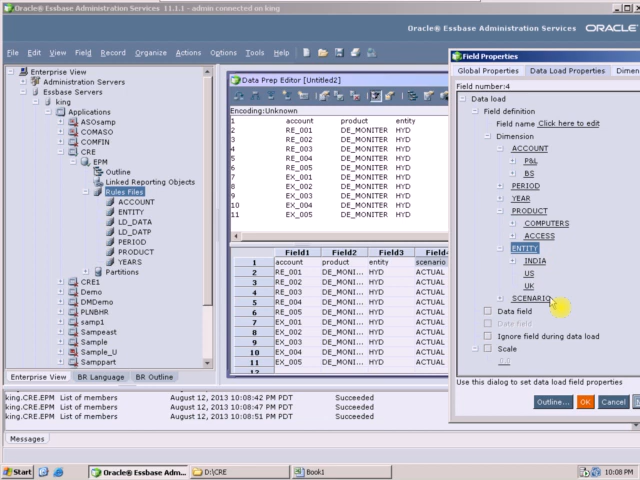 Oracle® Essbase Administration Services 11.1.1 - admin connected on king
Oracle® Essbase Administration Services ORACLE
File Edit View Field Record Organize Actions Options Tools Help
Enterprise View
Administration Servers
Essbase Servers
king
Applications
ASOsamp
COMASO
COMFIN
CRE
EPM
Outline
Linked Reporting Objects
Rules Files
ACCOUNT
ENTITY
LD_DATA
LD_DATP
PERIOD
PRODUCT
YEARS
Partitions
CRE1
Demo
DMDemo
PLNBHR
samp1
Sampeast
Sample
Sample_U
Samppart
Enterprise View BR Language BR Outline
Data Prep Editor [Untitled2]
Encoding:Unknown
1 account product entity
2 RE_001 DE_MONITER HYD
3 RE_002 DE_MONITER HYD
4 RE_003 DE_MONITER HYD
5 RE_004 DE_MONITER HYD
6 RE_005 DE_MONITER HYD
7 EX_001 DE_MONITER HYD
8 EX_002 DE_MONITER HYD
9 EX_003 DE_MONITER HYD
10 EX_004 DE_MONITER HYD
11 EX_005 DE_MONITER HYD
Field1 Field2 Field3 Field4
1 account product entity scenario
2 RE_001 DE_MONI... HYD ACTUAL
3 RE_002 DE_MONI... HYD ACTUAL
4 RE_003 DE_MONI... HYD ACTUAL
5 RE_004 DE_MONI... HYD ACTUAL
6 RE_005 DE_MONI... HYD ACTUAL
7 EX_001 DE_MONI... HYD ACTUAL
8 EX_002 DE_MONI... HYD ACTUAL
9 EX_003 DE_MONI... HYD ACTUAL
10 EX_004 DE_MONI... HYD ACTUAL
11 EX_005 DE_MONI... HYD ACTUAL
12
Field Properties
Global Properties Data Load Properties Dimen
Field number:4
Data load
Field definition
Field name Click here to edit
Dimension
ACCOUNT
P&L
BS
PERIOD
YEAR
PRODUCT
COMPUTERS
ACCESS
ENTITY
INDIA
US
UK
SCENARIO
Data field
Date field
Ignore field during data load
Scale
Use this dialog to set data load field properties
Outline... OK Cancel
king.CRE.EPM List of members August 12, 2013 10:08:42 PM PDT Succeeded
king.CRE.EPM List of members August 12, 2013 10:08:47 PM PDT Succeeded
king.CRE.EPM List of members August 12, 2013 10:08:51 PM PDT Succeeded
Messages
Start Oracle® Essbase Adm... D:\CRE Book1 10:08 PM